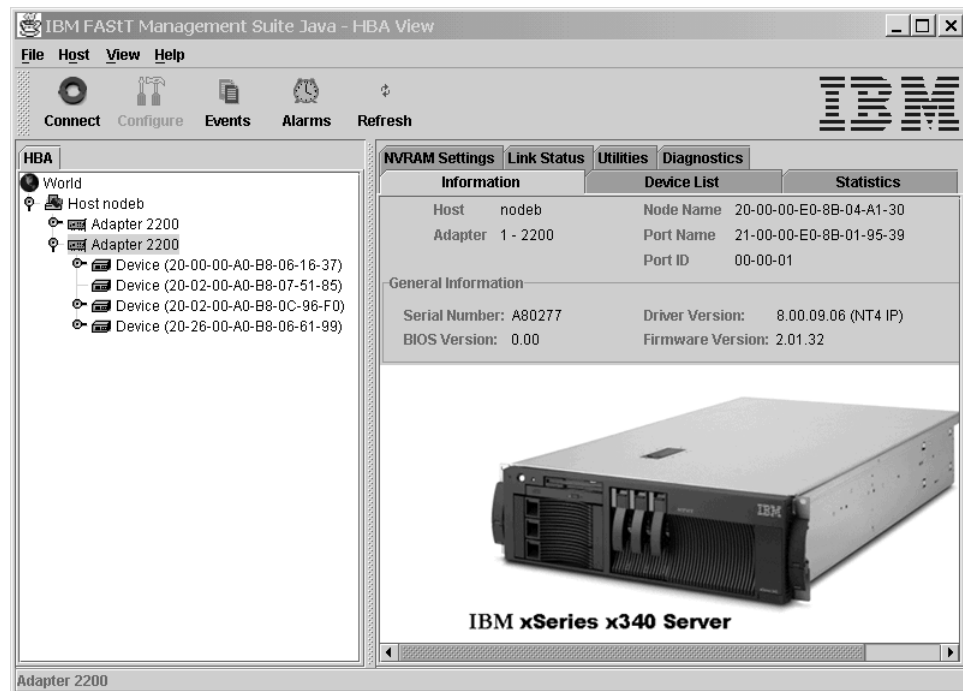 IBM FAStT Management Suite Java - HBA View
File Host View Help
Connect Configure Events Alarms Refresh
IBM
HBA
World
Host nodeb
Adapter 2200
Adapter 2200
Device (20-00-00-A0-B8-06-16-37)
Device (20-02-00-A0-B8-07-51-85)
Device (20-02-00-A0-B8-0C-96-F0)
Device (20-26-00-A0-B8-06-61-99)
NVRAM Settings Link Status Utilities Diagnostics
Information Device List Statistics
Host nodeb Node Name 20-00-00-E0-8B-04-A1-30
Adapter 1 - 2200 Port Name 21-00-00-E0-8B-01-95-39
Port ID 00-00-01
General Information
Serial Number: A80277 Driver Version: 8.00.09.06 (NT4 IP)
BIOS Version: 0.00 Firmware Version: 2.01.32
IBM
IBM xSeries x340 Server
Adapter 2200